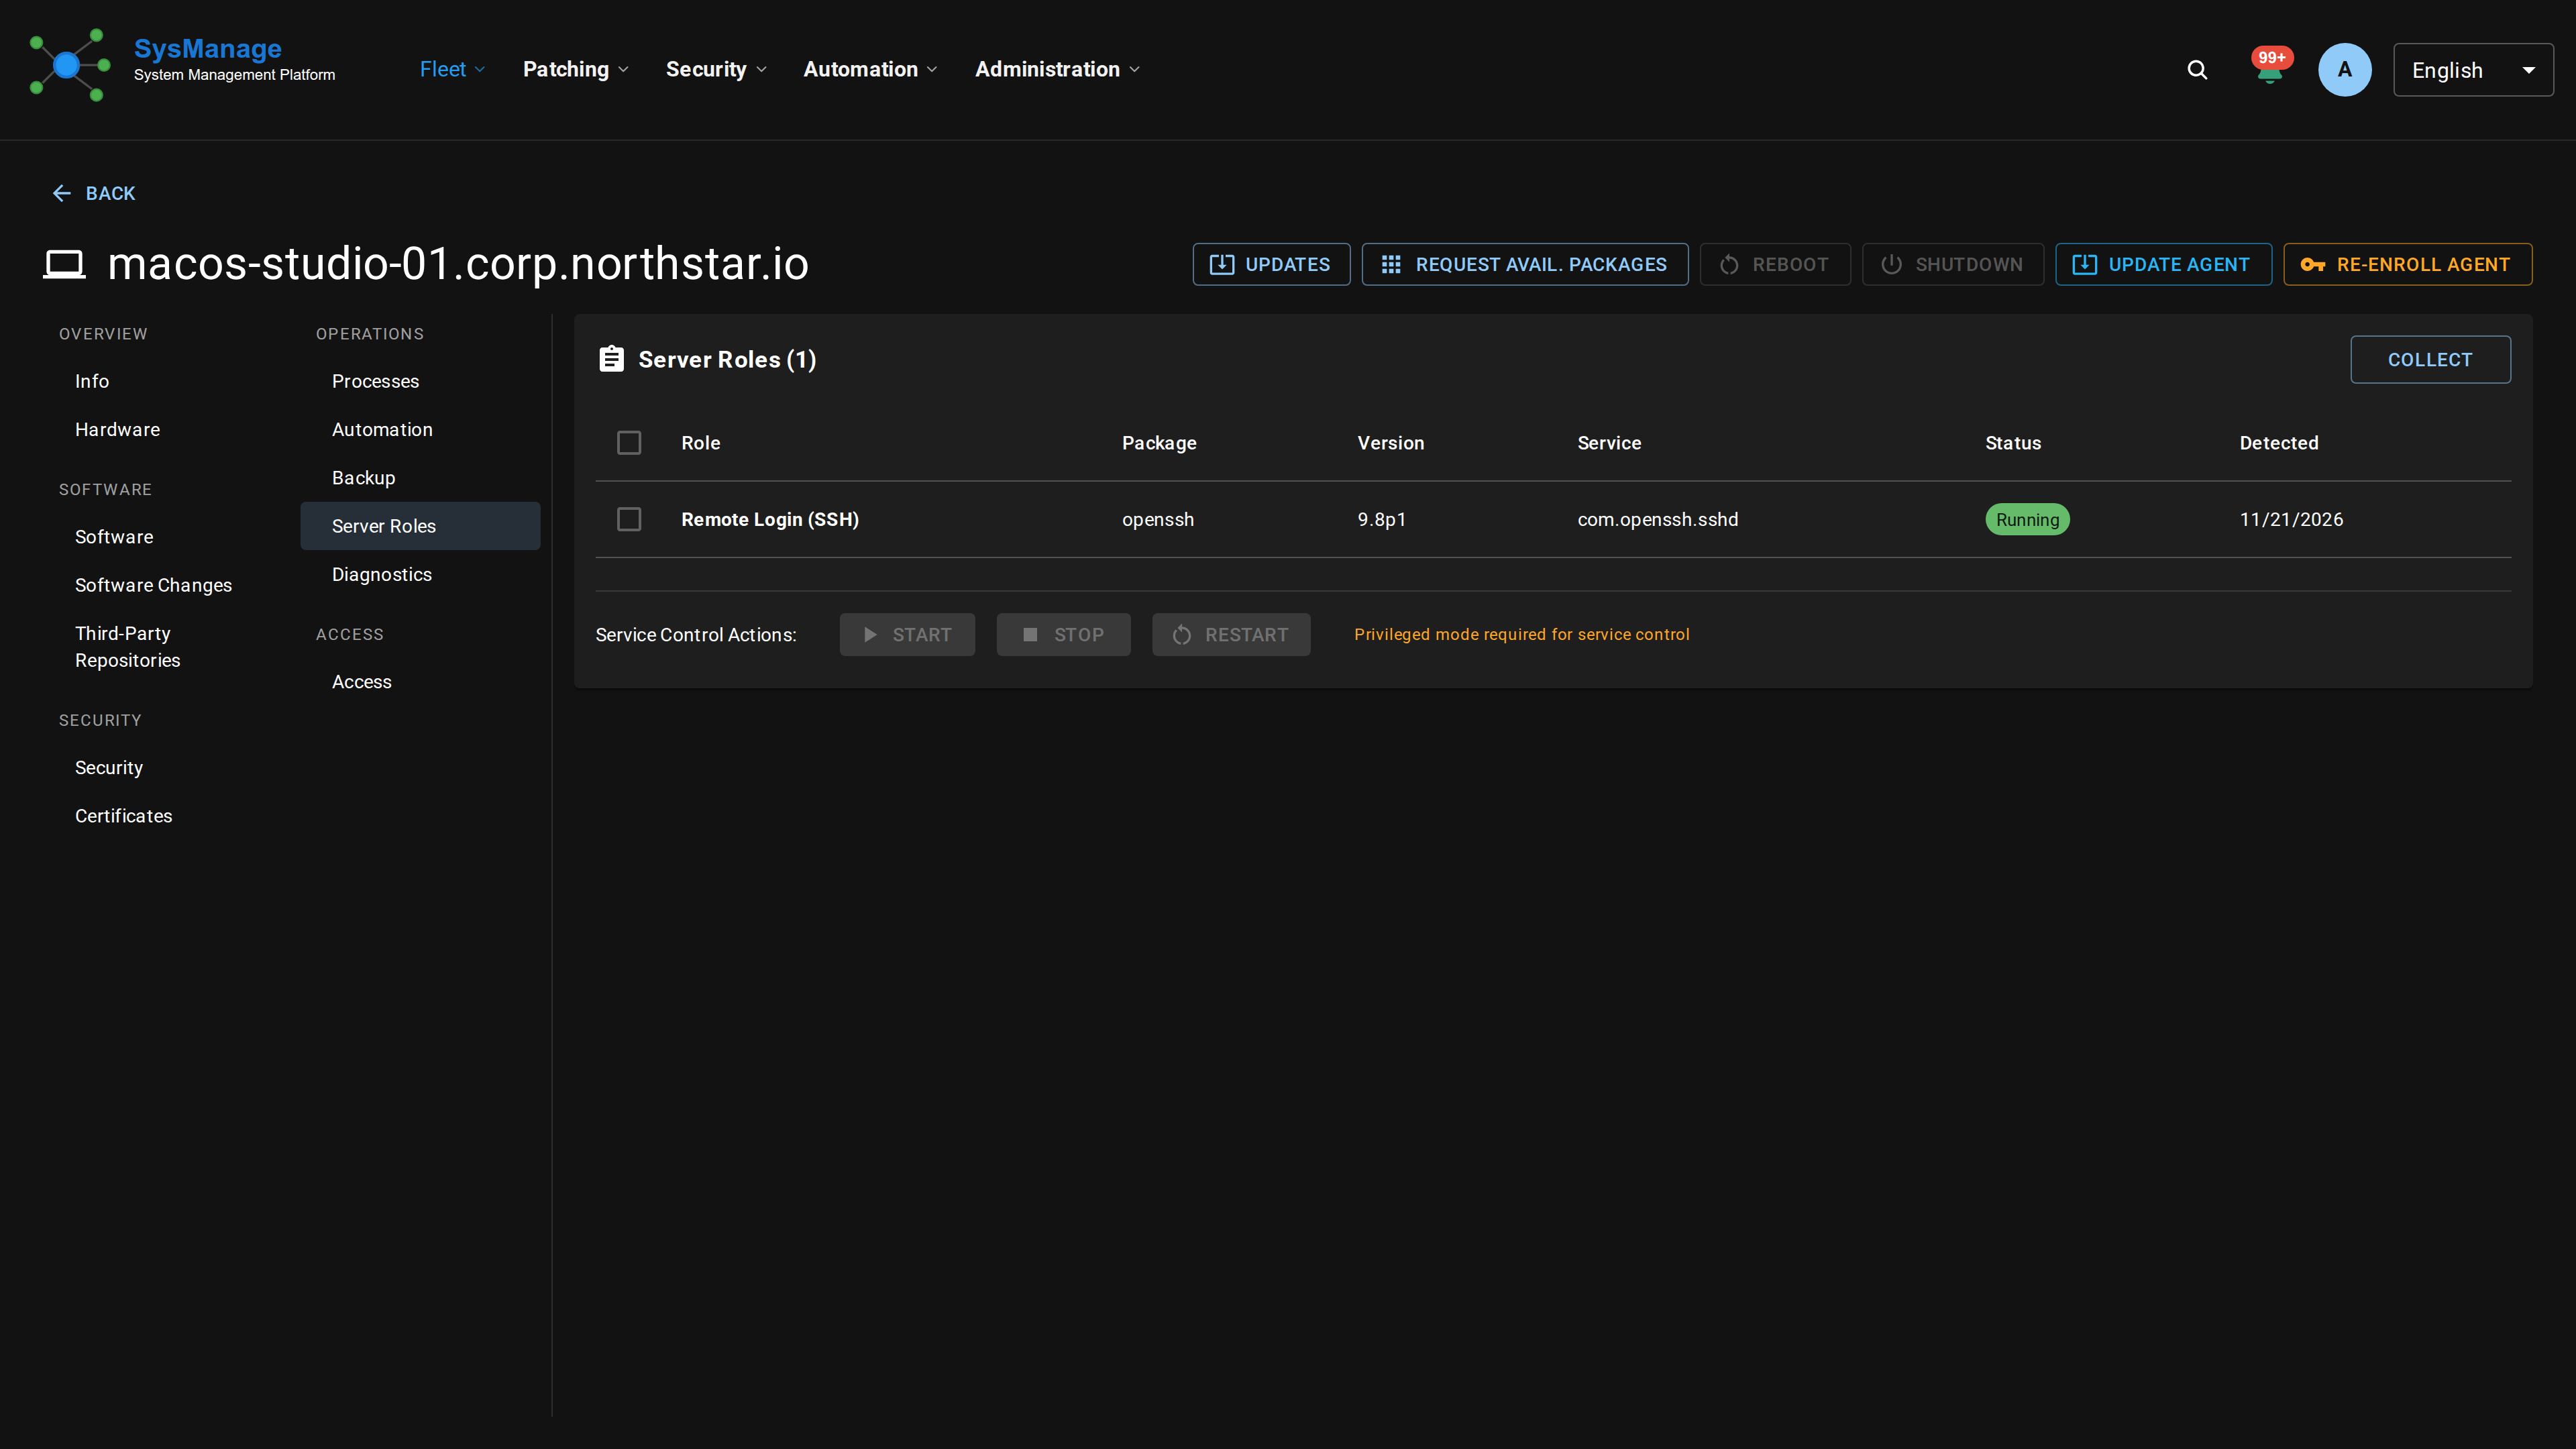 SysManage
System Management Platform
Fleet
Patching
Security
Automation
Administration
99+
A
English
BACK
macos-studio-01.corp.northstar.io
UPDATES
REQUEST AVAIL. PACKAGES
REBOOT
SHUTDOWN
UPDATE AGENT
RE-ENROLL AGENT
OVERVIEW
Info
Hardware
SOFTWARE
Software
Software Changes
Third-Party
Repositories
SECURITY
Security
Certificates
OPERATIONS
Processes
Automation
Backup
Server Roles
Diagnostics
ACCESS
Access
Server Roles (1)
COLLECT
Role Package Version Service Status Detected
Remote Login (SSH) openssh 9.8p1 com.openssh.sshd Running 11/21/2026
Service Control Actions: START STOP RESTART Privileged mode required for service control